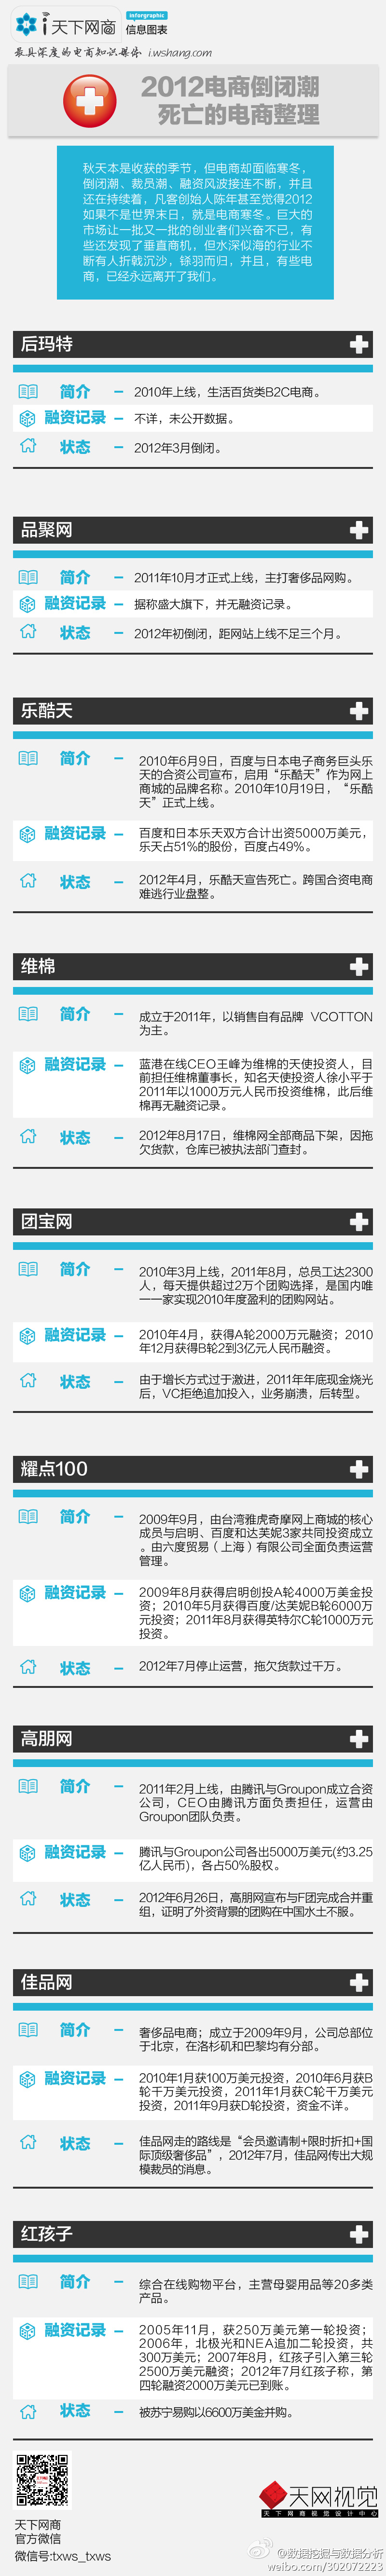 i天下网商
infographic
信息图表
最具深度的电商知识媒体 i.wshang.com
2012电商倒闭潮
死亡的电商整理
秋天本是收获的季节，但电商却面临寒冬，
倒闭潮、裁员潮、融资风波接连不断，并且
还在持续着，凡客创始人陈年甚至觉得2012
如果不是世界末日，就是电商寒冬。巨大的
市场让一批又一批的创业者们兴奋不已，有
些还发现了垂直商机，但水深似海的行业不
断有人折戟沉沙，铩羽而归，并且，有些电
商，已经永远离开了我们。
后玛特
简介 – 2010年上线，生活百货类B2C电商。
融资记录 – 不详，未公开数据。
状态 – 2012年3月倒闭。
品聚网
简介 – 2011年10月才正式上线，主打奢侈品网购。
融资记录 – 据称盛大旗下，并无融资记录。
状态 – 2012年初倒闭，距网站上线不足三个月。
乐酷天
简介 – 2010年6月9日，百度与日本电子商务巨头乐
天的合资公司宣布，启用“乐酷天”作为网上
商城的品牌名称。2010年10月19日，“乐酷
天”正式上线。
融资记录 – 百度和日本乐天双方合计出资5000万美元，
乐天占51%的股份，百度占49%。
状态 – 2012年4月，乐酷天宣告死亡。跨国合资电商
难逃行业盘整。
维棉
简介 – 成立于2011年，以销售自有品牌 VCOTTON
为主。
融资记录 – 蓝港在线CEO王峰为维棉的天使投资人，目
前担任维棉董事长，知名天使投资人徐小平于
2011年以1000万元人民币投资维棉，此后维
棉再无融资记录。
状态 – 2012年8月17日，维棉网全部商品下架，因拖
欠货款，仓库已被执法部门查封。
团宝网
简介 – 2010年3月上线，2011年8月，总员工达2300
人，每天提供超过2万个团购选择，是国内唯
一一家实现2010年度盈利的团购网站。
融资记录 – 2010年4月，获得A轮2000万元融资；2010
年12月获得B轮2到3亿元人民币融资。
状态 – 由于增长方式过于激进，2011年年底现金烧光
后，VC拒绝追加投入，业务崩溃，后转型。
耀点100
简介 – 2009年9月，由台湾雅虎奇摩网上商城的核心
成员与启明、百度和达芙妮3家共同投资成立
。由六度贸易（上海）有限公司全面负责运营
管理。
融资记录 – 2009年8月获得启明创投A轮4000万美金投
资；2010年5月获得百度/达芙妮B轮6000万
元投资；2011年8月获得英特尔C轮1000万元
投资。
状态 – 2012年7月停止运营，拖欠货款过千万。
高朋网
简介 – 2011年2月上线，由腾讯与Groupon成立合资
公司，CEO由腾讯方面负责担任，运营由
Groupon团队负责。
融资记录 – 腾讯与Groupon公司各出5000万美元(约3.25
亿人民币)，各占50%股权。
状态 – 2012年6月26日，高朋网宣布与F团完成合并重
组，证明了外资背景的团购在中国水土不服。
佳品网
简介 – 奢侈品电商；成立于2009年9月，公司总部位
于北京，在洛杉矶和巴黎均有分部。
融资记录 – 2010年1月获100万美元投资，2010年6月获B
轮千万美元投资，2011年1月获C轮千万美元
投资，2011年9月获D轮投资，资金不详。
状态 – 佳品网走的路线是“会员邀请制+限时折扣+国
际顶级奢侈品”，2012年7月，佳品网传出大规
模裁员的消息。
红孩子
简介 – 综合在线购物平台，主营母婴用品等20多类
产品。
融资记录 – 2005年11月，获250万美元第一轮投资；
2006年，北极光和NEA追加二轮投资，共
300万美元；2007年8月，红孩子引入第三轮
2500万美元融资；2012年7月红孩子称，第
四轮融资2000万美元已到账。
状态 – 被苏宁易购以6600万美金并购。
天下网商
官方微信
微信号:txws_txws
天网视觉
天下网商视觉设计中心
@数据挖掘与数据分析
weibo.com/302072223